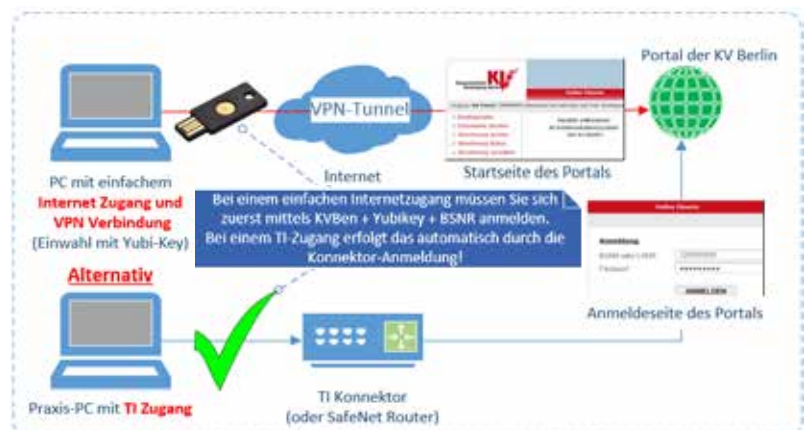 Portal der KV Berlin
VPN-Tunnel
KV
PC mit einfachem
Internet Zugang und
VPN Verbindung
(Einwahl mit Yubi-Key)
Internet
Startseite des Portals
Bei einem einfachen Internetzugang müssen Sie sich
zuerst mittels KVBen + Yubikey + BSNR anmelden.
Bei einem TI-Zugang erfolgt das automatisch durch die
Konnektor-Anmeldung!
Alternativ
Anmeldung
ANMELDEN
Anmeldeseite des Portals
Praxis-PC mit TI Zugang
TI Konnektor
(oder SafeNet Router)